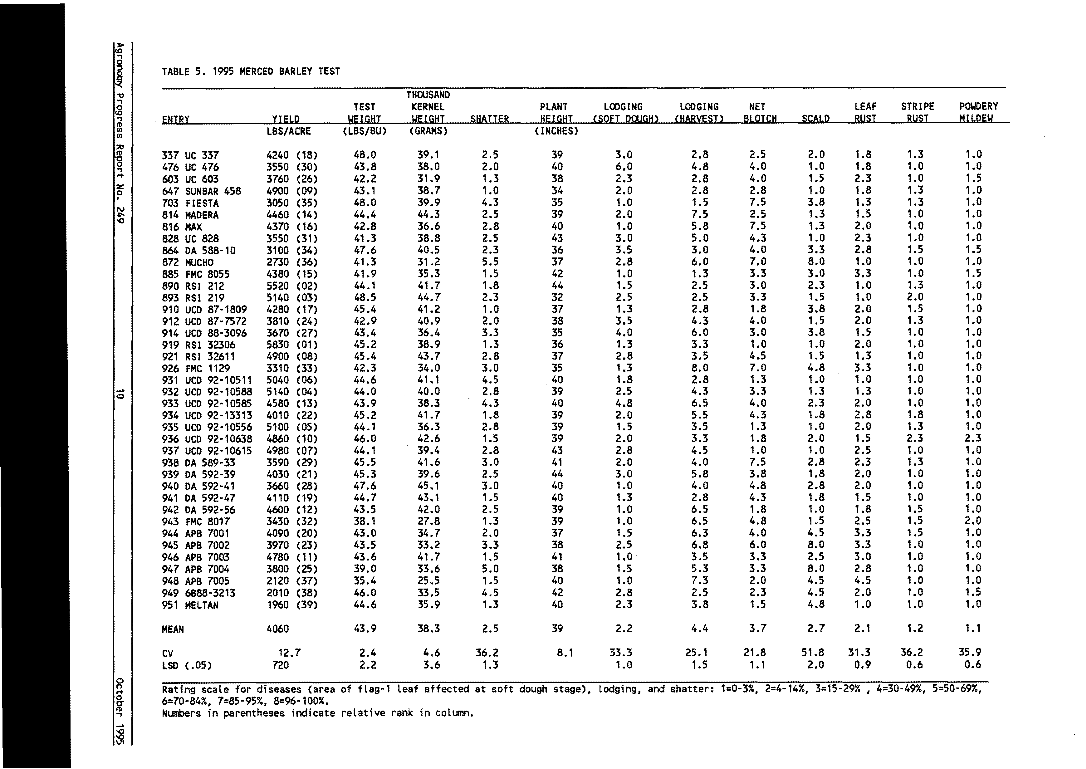 Agronomy Progress Report No. 249
10
October 1995
TABLE 5. 1995 MERCED BARLEY TEST
THOUSAND
TEST KERNEL PLANT LODGING LODGING NET LEAF STRIPE POWDERY
ENTRY YIELD WEIGHT WEIGHT SHATTER HEIGHT (SOFT DOUGH) (HARVEST) BLOTCH SCALD RUST RUST MILDEW
LBS/ACRE (LBS/BU) (GRAMS) (INCHES)
337 UC 337 4240 (18) 48.0 39.1 2.5 39 3.0 2.8 2.5 2.0 1.8 1.3 1.0
476 UC 476 3550 (30) 43.8 38.0 2.0 40 6.0 4.8 4.0 1.0 1.8 1.0 1.0
603 UC 603 3760 (26) 42.2 31.9 1.3 38 2.3 2.8 4.0 1.5 2.3 1.0 1.5
647 SUNBAR 458 4900 (09) 43.1 38.7 1.0 34 2.0 2.8 2.8 1.0 1.8 1.3 1.0
703 FIESTA 3050 (35) 48.0 39.9 4.3 35 1.0 1.5 7.5 3.8 1.3 1.3 1.0
814 MADERA 4460 (14) 44.4 44.3 2.5 39 2.0 7.5 2.5 1.3 1.5 1.0 1.0
816 MAX 4370 (16) 42.8 36.6 2.8 40 1.0 5.8 7.5 1.3 2.0 1.0 1.0
828 UC 828 3550 (31) 41.3 38.8 2.5 43 3.0 5.0 4.3 1.0 2.3 1.0 1.0
864 DA 588-10 3100 (34) 47.6 40.5 2.3 36 3.5 3.0 4.0 3.3 2.8 1.5 1.5
872 MUCHO 2730 (36) 41.3 31.2 5.5 37 2.8 6.0 7.0 8.0 1.0 1.0 1.0
885 FMC 8055 4380 (15) 41.9 35.3 1.5 42 1.0 1.3 3.3 3.0 3.3 1.0 1.5
890 RSI 212 5520 (02) 44.1 41.7 1.8 44 1.5 2.5 3.0 2.3 1.0 1.3 1.0
893 RSI 219 5140 (03) 48.5 44.7 2.3 32 2.5 2.5 3.3 1.5 1.0 2.0 1.0
910 UCD 87-1809 4280 (17) 45.4 41.2 1.0 37 1.3 2.8 1.8 3.8 2.0 1.5 1.0
912 UCD 87-7572 3810 (24) 42.9 40.9 2.0 38 3.5 4.3 4.0 1.5 2.0 1.3 1.0
914 UCD 88-3096 3670 (27) 43.4 36.4 3.3 35 4.0 6.0 3.0 3.8 1.5 1.0 1.0
919 RSI 32306 5830 (01) 45.2 38.9 1.3 36 1.3 3.3 1.0 1.0 2.0 1.0 1.0
921 RSI 32611 4900 (08) 45.4 43.7 2.8 37 2.8 3.5 4.5 1.5 1.3 1.0 1.0
926 FMC 1129 3310 (33) 42.3 34.0 3.0 35 1.3 8.0 7.0 4.8 3.3 1.0 1.0
931 UCD 92-10511 5040 (06) 44.6 41.1 4.5 40 1.8 2.8 1.3 1.0 1.0 1.0 1.0
932 UCD 92-10588 5140 (04) 44.0 40.0 2.8 39 2.5 4.3 3.3 1.3 1.3 1.0 1.0
933 UCD 92-10585 4580 (13) 43.9 38.3 4.3 40 4.8 6.5 4.0 2.3 2.0 1.0 1.0
934 UCD 92-13313 4010 (22) 45.2 41.7 1.8 39 2.0 5.5 4.3 1.8 2.8 1.8 1.0
935 UCD 92-10556 5100 (05) 44.1 36.3 2.8 39 1.5 3.5 1.3 1.0 2.0 1.3 1.0
936 UCD 92-10638 4860 (10) 46.0 42.6 1.5 39 2.0 3.3 1.8 2.0 1.5 2.3 2.3
937 UCD 92-10615 4980 (07) 44.1 39.4 2.8 43 2.8 4.5 1.0 1.0 2.5 1.0 1.0
938 DA 589-33 3590 (29) 45.5 41.6 3.0 41 2.0 4.0 7.5 2.8 2.3 1.3 1.0
939 DA 592-39 4030 (21) 45.3 39.6 2.5 44 3.0 5.8 3.8 1.8 2.0 1.0 1.0
940 DA 592-41 3660 (28) 47.6 45.1 3.0 40 1.0 4.0 4.8 2.8 2.0 1.0 1.0
941 DA 592-47 4110 (19) 44.7 43.1 1.5 40 1.3 2.8 4.3 1.8 1.5 1.0 1.0
942 DA 592-56 4600 (12) 43.5 42.0 2.5 39 1.0 6.5 1.8 1.0 1.8 1.5 1.0
943 FMC 8017 3430 (32) 38.1 27.8 1.3 39 1.0 6.5 4.8 1.5 2.5 1.5 2.0
944 APB 7001 4090 (20) 43.0 34.7 2.0 37 1.5 6.3 4.0 4.5 3.3 1.5 1.0
945 APB 7002 3970 (23) 43.5 33.2 3.3 38 2.5 6.8 6.0 8.0 3.3 1.0 1.0
946 APB 7003 4780 (11) 43.6 41.7 1.5 41 1.0 3.5 3.3 2.5 3.0 1.0 1.0
947 APB 7004 3800 (25) 39.0 33.6 5.0 38 1.5 5.3 3.3 8.0 2.8 1.0 1.0
948 APB 7005 2120 (37) 35.4 25.5 1.5 40 1.0 7.3 2.0 4.5 4.5 1.0 1.0
949 6B88-3213 2010 (38) 46.0 33.5 4.5 42 2.8 2.5 2.3 4.5 2.0 1.0 1.5
951 MELTAN 1960 (39) 44.6 35.9 1.3 40 2.3 3.8 1.5 4.8 1.0 1.0 1.0
MEAN 4060 43.9 38.3 2.5 39 2.2 4.4 3.7 2.7 2.1 1.2 1.1
CV 12.7 2.4 4.6 36.2 8.1 33.3 25.1 21.8 51.8 31.3 36.2 35.9
LSD (.05) 720 2.2 3.6 1.3 1.0 1.5 1.1 2.0 0.9 0.6 0.6
Rating scale for diseases (area of flag-1 leaf affected at soft dough stage), lodging, and shatter: 1=0-3%, 2=4-14%, 3=15-29% , 4=30-49%, 5=50-69%,
6=70-84%, 7=85-95%, 8=96-100%.
Numbers in parentheses indicate relative rank in column.